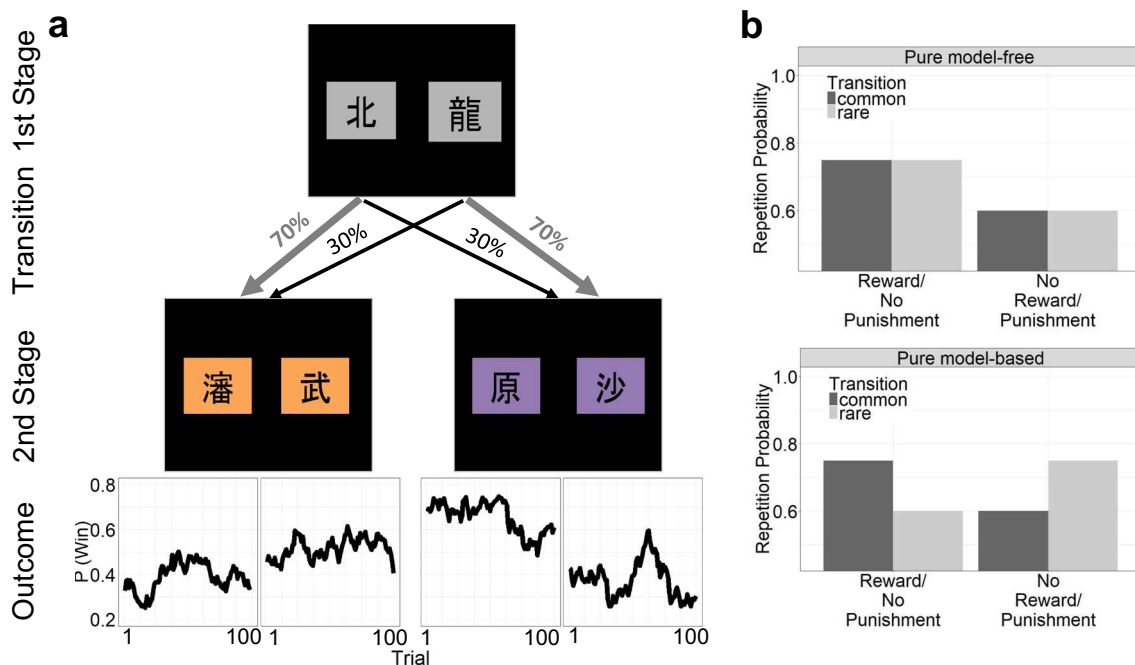 a
1st Stage
北 龍
Transition
70% 30% 30% 70%
2nd Stage
瀋 武 原 沙
Outcome
P (Win)
0.8
0.6
0.4
0.2
1 100 1 100 1 100 1 100
Trial
b
Pure model-free
Repetition Probability
1.0
0.8
0.6
Transition
common
rare
Reward/
No
Punishment
No
Reward/
Punishment
Pure model-based
Repetition Probability
1.0
0.8
0.6
Transition
common
rare
Reward/
No
Punishment
No
Reward/
Punishment